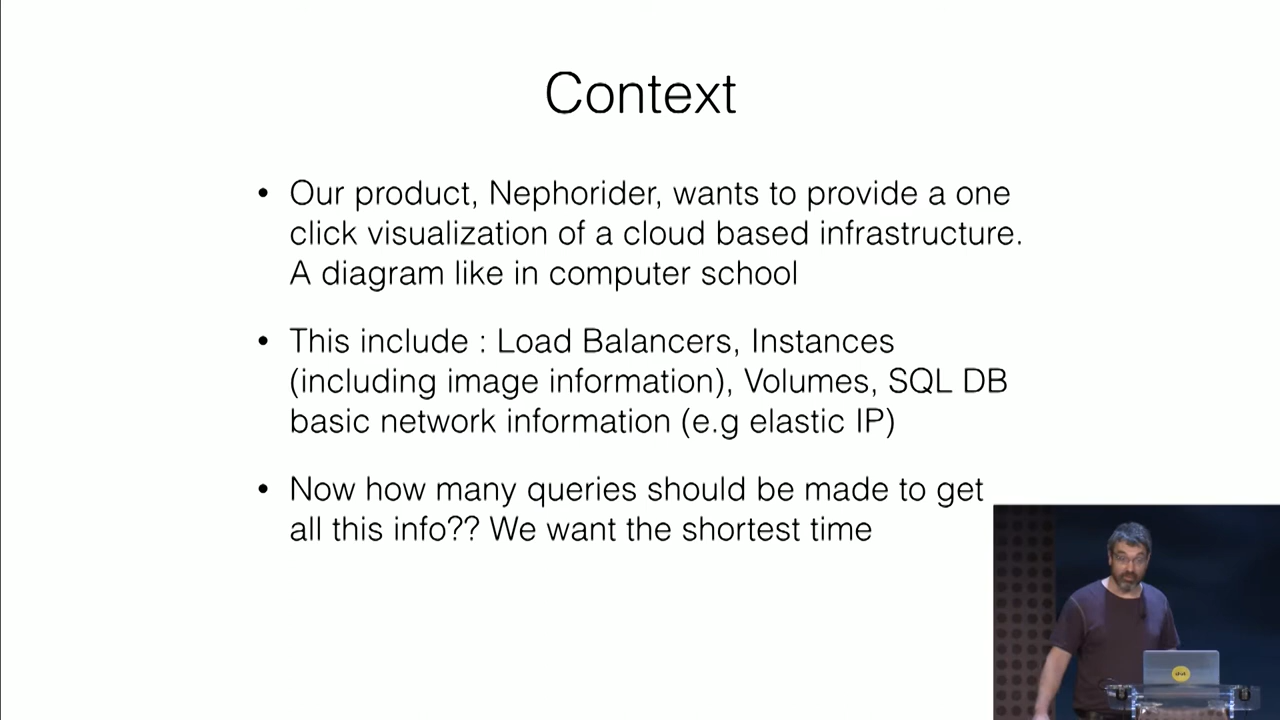 Context
• Our product, Nephorider, wants to provide a one
click visualization of a cloud based infrastructure.
A diagram like in computer school
• This include : Load Balancers, Instances
(including image information), Volumes, SQL DB
basic network information (e.g elastic IP)
• Now how many queries should be made to get
all this info?? We want the shortest time